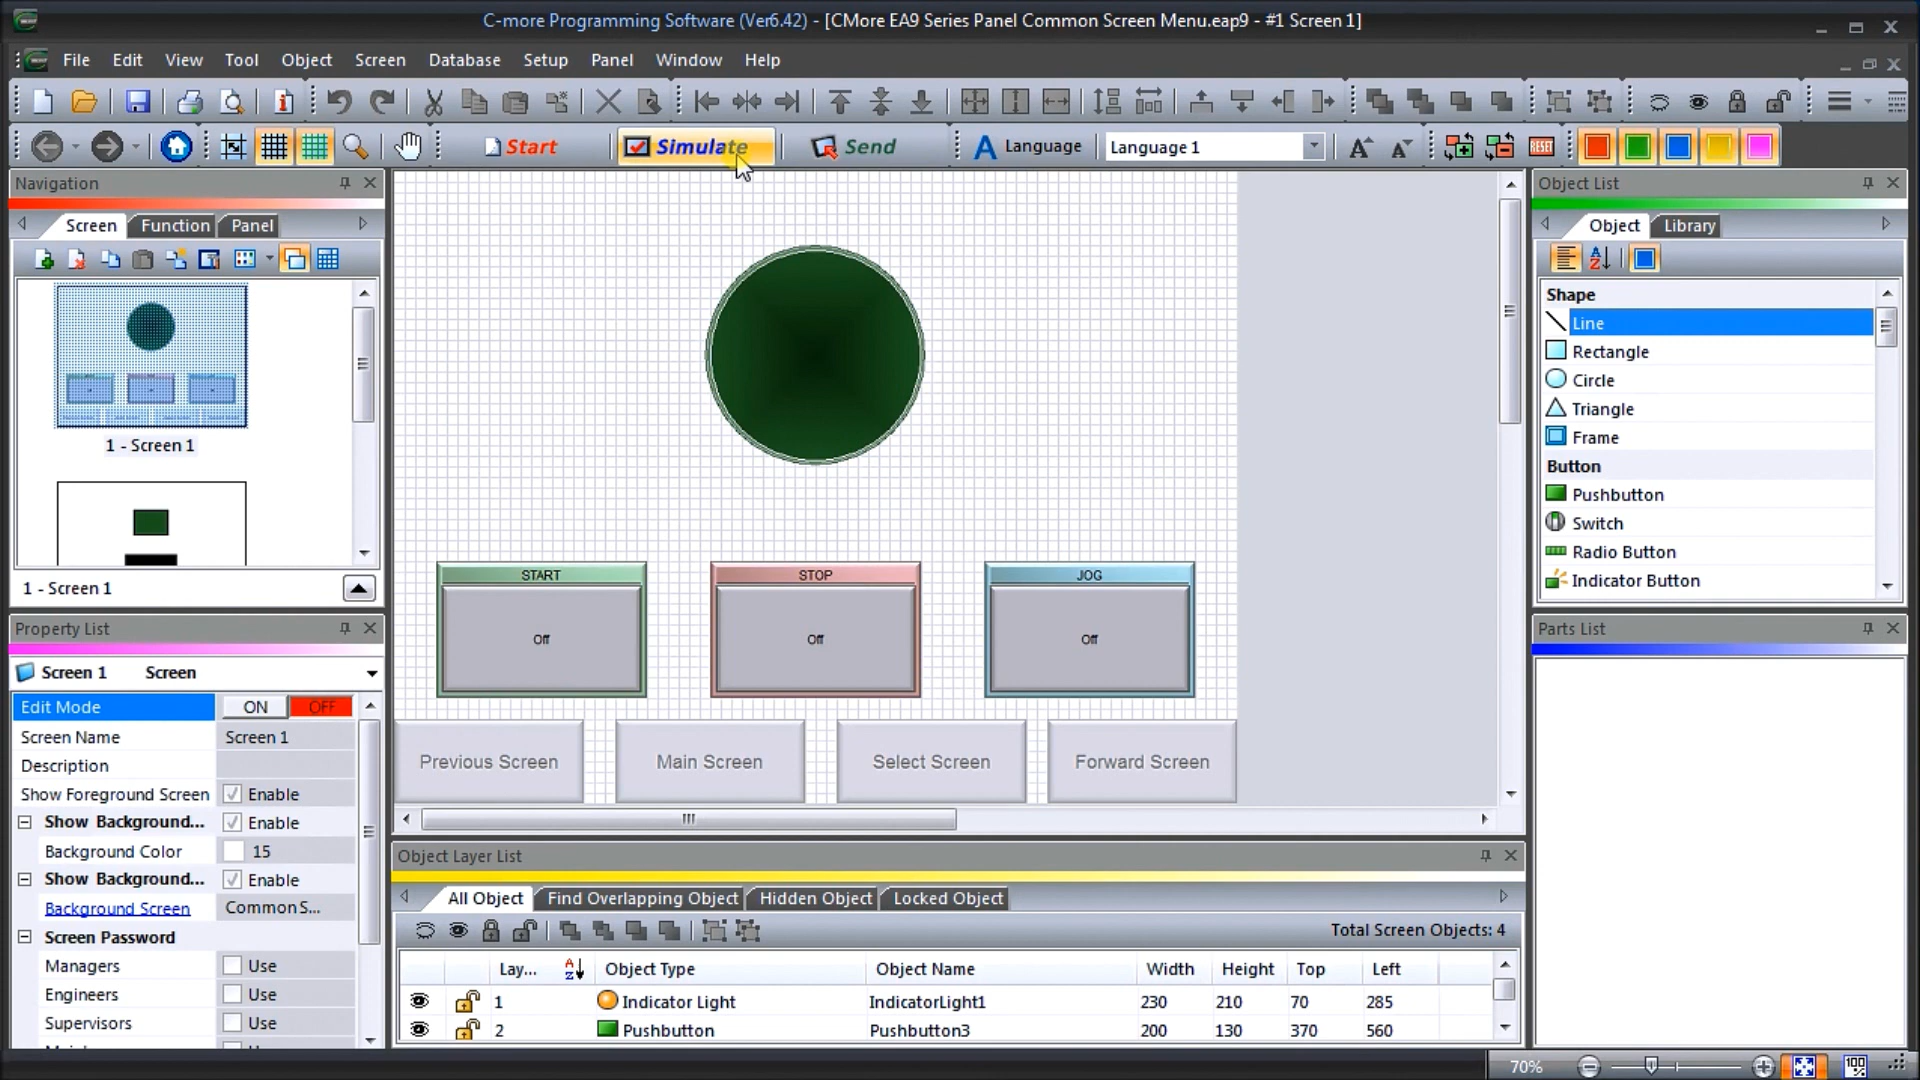 C-more Programming Software (Ver6.42) - [CMore EA9 Series Panel Common Screen Menu.eap9 - #1 Screen 1]
File Edit View Tool Object Screen Database Setup Panel Window Help
Start Simulate Send Language Language 1 RESET
Navigation
Screen Function Panel
1 - Screen 1
1 - Screen 1
Property List
Screen 1 Screen
Edit Mode ON OFF
Screen Name Screen 1
Description
Show Foreground Screen Enable
Show Background... Enable
Background Color 15
Show Background... Enable
Background Screen Common S...
Screen Password
Managers Use
Engineers Use
Supervisors Use
START STOP JOG
Off Off Off
Previous Screen Main Screen Select Screen Forward Screen
Object Layer List
All Object Find Overlapping Object Hidden Object Locked Object
Total Screen Objects: 4
Lay... Object Type Object Name Width Height Top Left
1 Indicator Light IndicatorLight1 230 210 70 285
2 Pushbutton Pushbutton3 200 130 370 560
Object List
Object Library
Shape
Line
Rectangle
Circle
Triangle
Frame
Button
Pushbutton
Switch
Radio Button
Indicator Button
Parts List
70% 100%